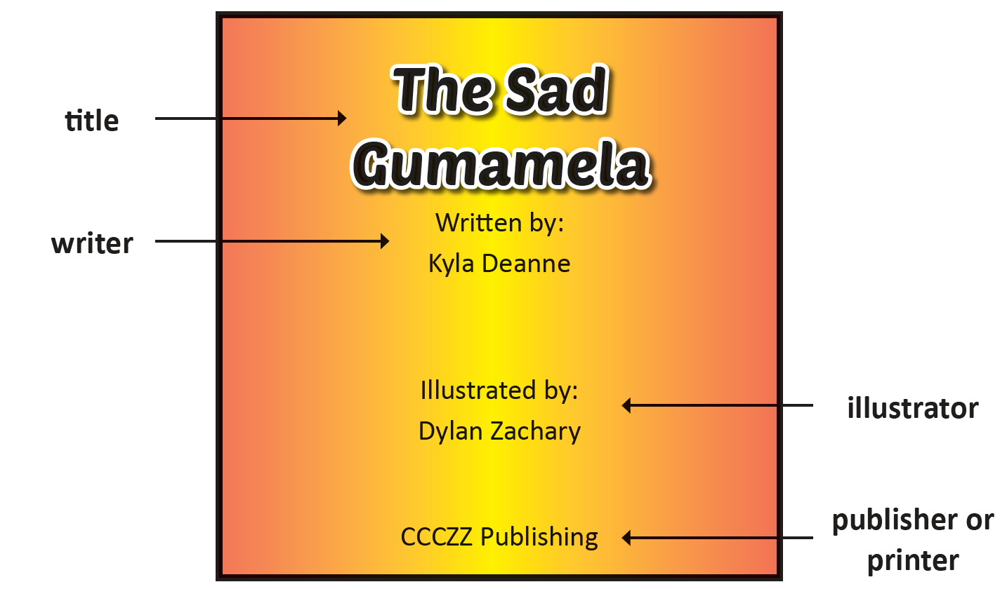 The Sad
title
Gumamela
Written by:
writer
Kyla Deanne
Illustrated by:
illustrator
Dylan Zachary
publisher or
CCCZZ Publishing
printer